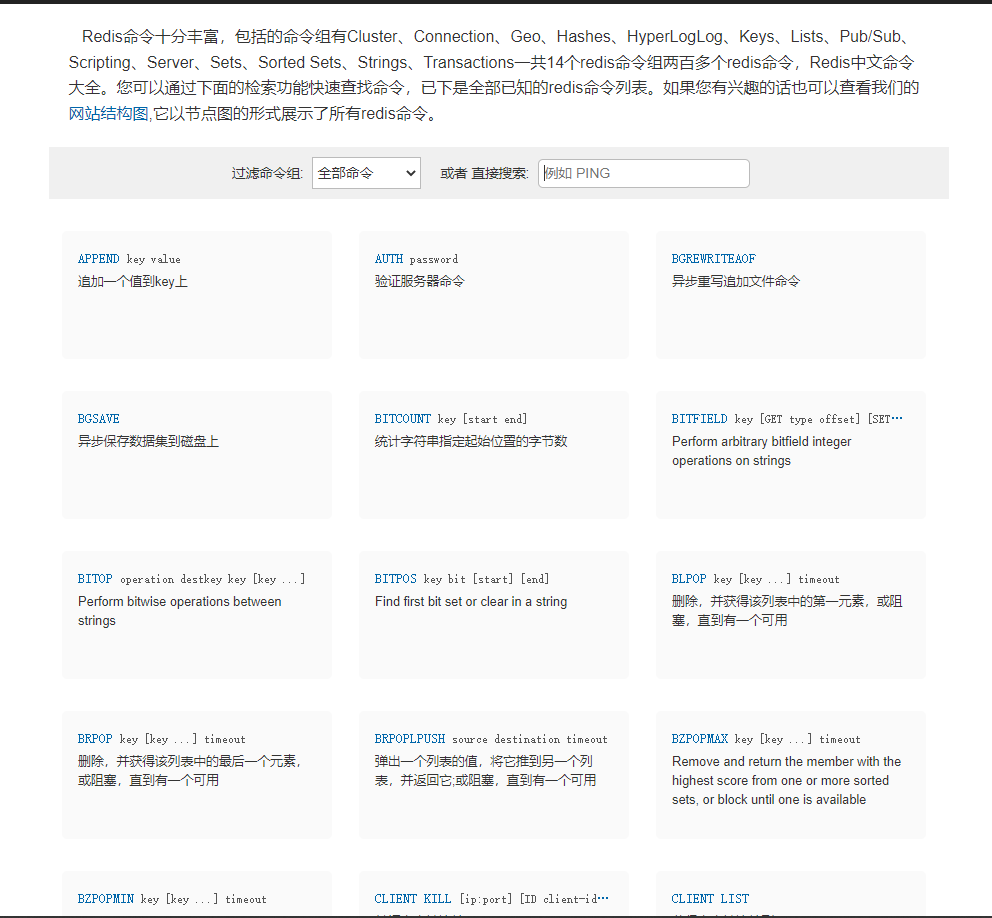 Redis命令十分丰富，包括的命令组有Cluster、Connection、Geo、Hashes、HyperLogLog、Keys、Lists、Pub/Sub、
Scripting、Server、Sets、Sorted Sets、Strings、Transactions一共14个redis命令组两百多个redis命令，Redis中文命令
大全。您可以通过下面的检索功能快速查找命令，已下是全部已知的redis命令列表。如果您有兴趣的话也可以查看我们的
网站结构图,它以节点图的形式展示了所有redis命令。
过滤命令组: 全部命令 或者 直接搜索: 例如 PING
APPEND key value
追加一个值到key上
AUTH password
验证服务器命令
BGREWRITEAOF
异步重写追加文件命令
BGSAVE
异步保存数据集到磁盘上
BITCOUNT key [start end]
统计字符串指定起始位置的字节数
BITFIELD key [GET type offset] [SET…
Perform arbitrary bitfield integer
operations on strings
BITOP operation destkey key [key ...]
Perform bitwise operations between
strings
BITPOS key bit [start] [end]
Find first bit set or clear in a string
BLPOP key [key ...] timeout
删除，并获得该列表中的第一元素，或阻
塞，直到有一个可用
BRPOP key [key ...] timeout
删除，并获得该列表中的最后一个元素，
或阻塞，直到有一个可用
BRPOPLPUSH source destination timeout
弹出一个列表的值，将它推到另一个列
表，并返回它;或阻塞，直到有一个可用
BZPOPMAX key [key ...] timeout
Remove and return the member with the
highest score from one or more sorted
sets, or block until one is available
BZPOPMIN key [key ...] timeout
CLIENT KILL [ip:port] [ID client-id…
CLIENT LIST